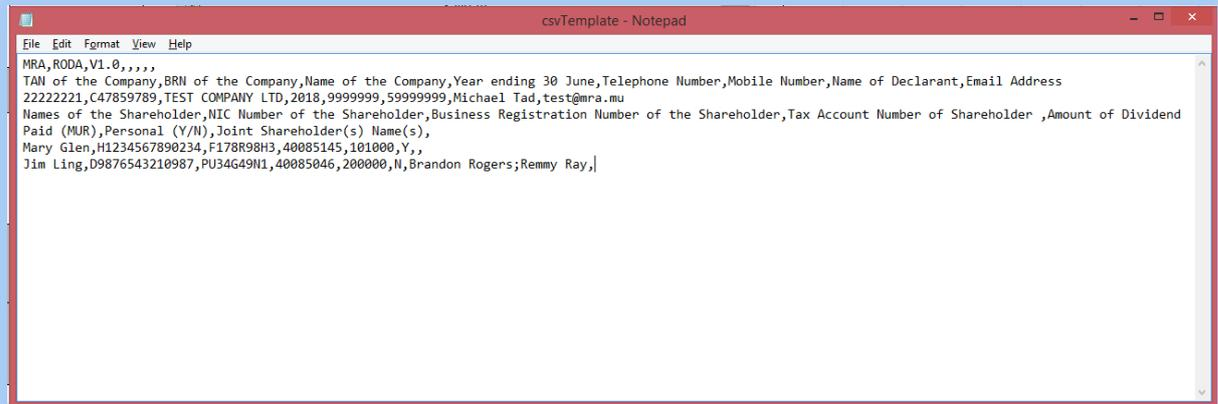 csvTemplate - Notepad
File Edit Format View Help
MRA,RODA,V1.0,,,,,
TAN of the Company,BRN of the Company,Name of the Company,Year ending 30 June,Telephone Number,Mobile Number,Name of Declarant,Email Address
22222221,C47859789,TEST COMPANY LTD,2018,9999999,59999999,Michael Tad,test@mra.mu
Names of the Shareholder,NIC Number of the Shareholder,Business Registration Number of the Shareholder,Tax Account Number of Shareholder ,Amount of Dividend
Paid (MUR),Personal (Y/N),Joint Shareholder(s) Name(s),
Mary Glen,H1234567890234,F178R98H3,40085145,101000,Y,,
Jim Ling,D9876543210987,PU34G49N1,40085046,200000,N,Brandon Rogers;Remmy Ray,